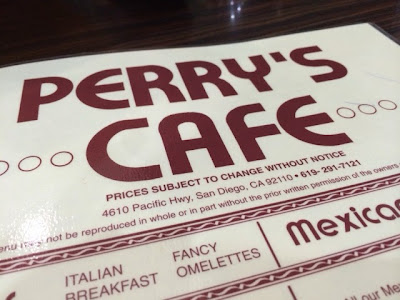 PERRY'S
CAFE
PRICES SUBJECT TO CHANGE WITHOUT NOTICE
4610 Pacific Hwy, San Diego, CA 92110 • 619- 291-7121
may not be reproduced in whole or in part without the prior written permission of the owners
Mexican
ITALIAN
BREAKFAST
FANCY
OMELETTES
our